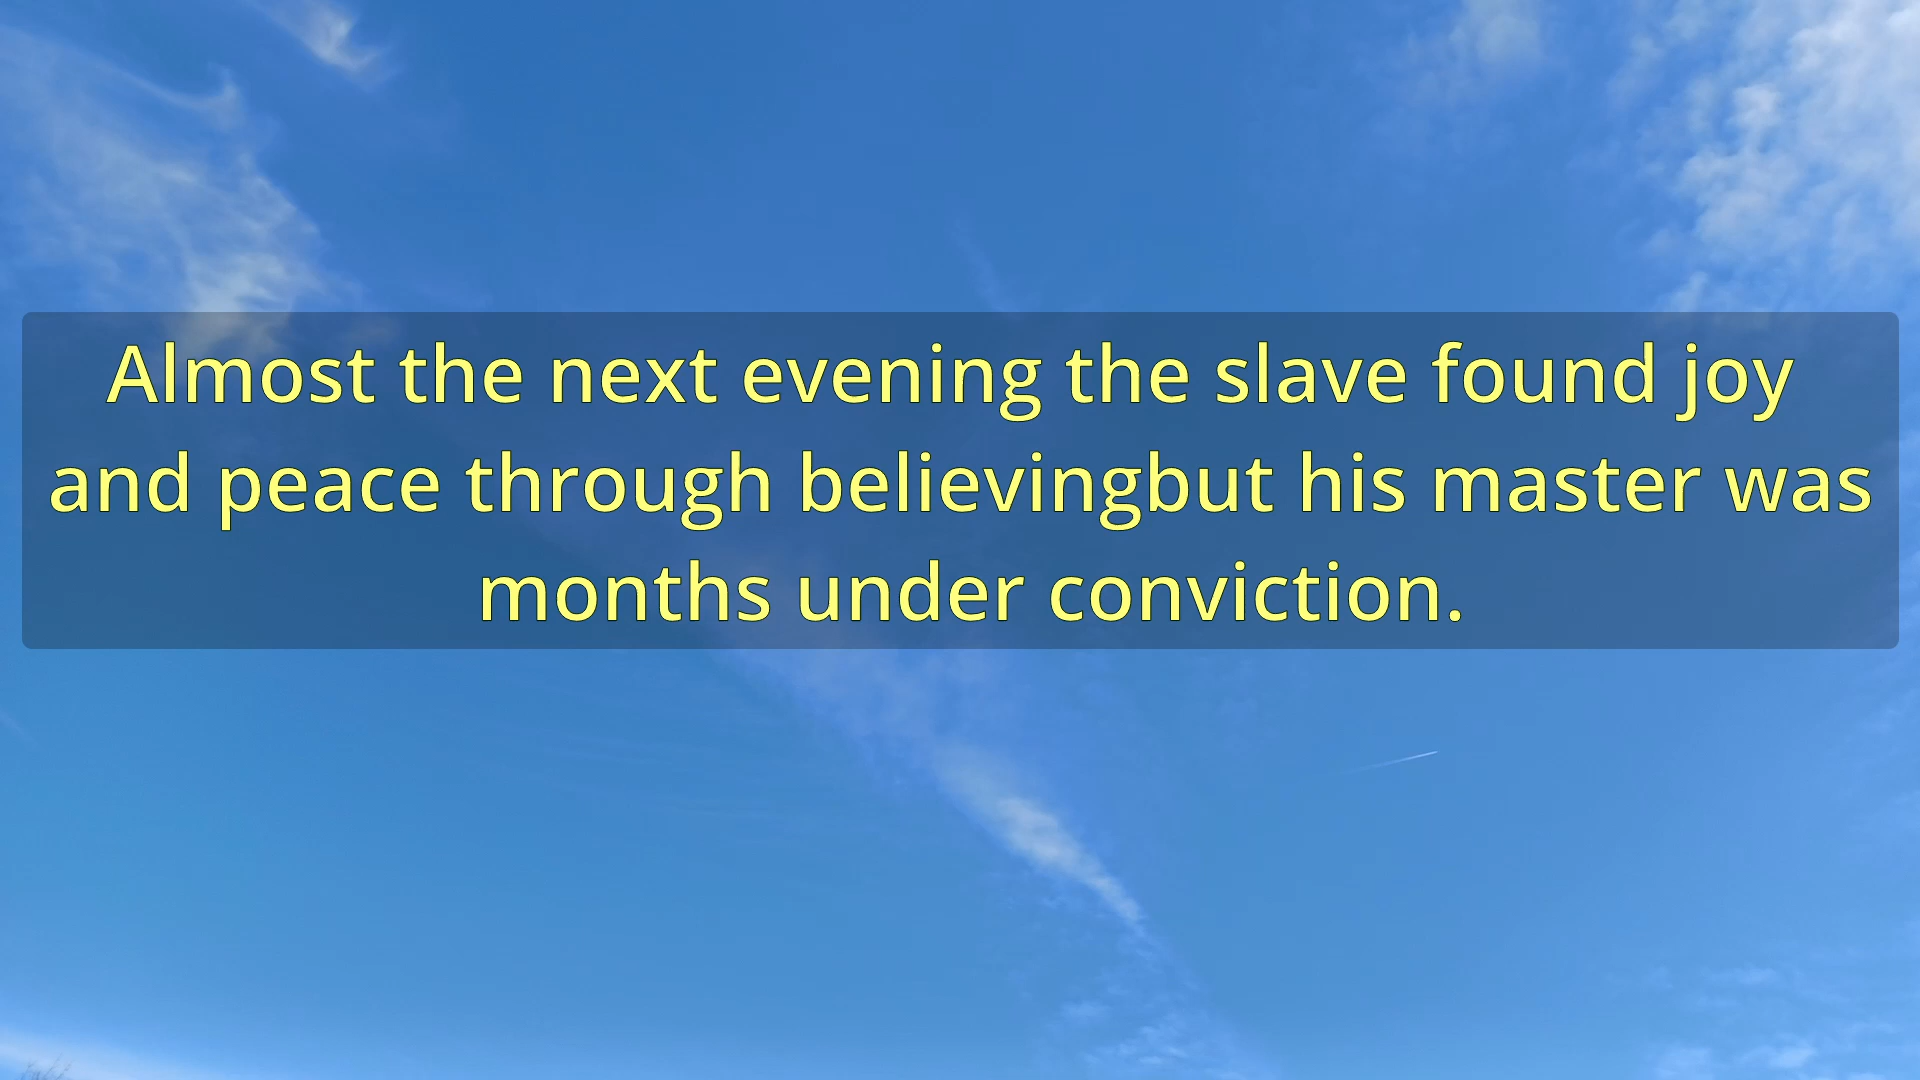 Almost the next evening the slave found joy
and peace through believingbut his master was
months under conviction.